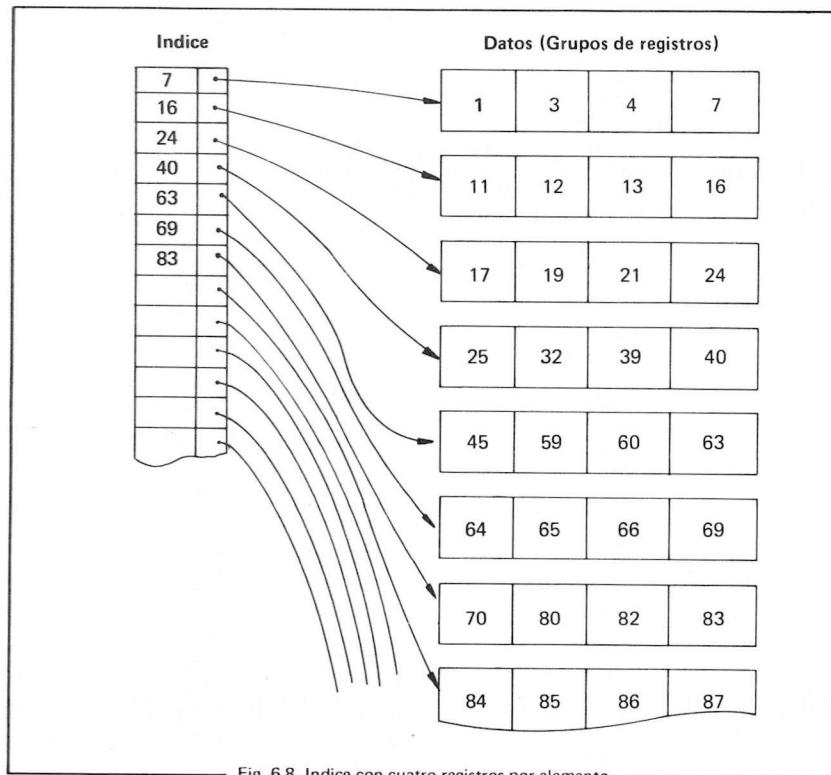 Indice
Datos (Grupos de registros)
7
16
24
40
63
69
83
1 3 4 7
11 12 13 16
17 19 21 24
25 32 39 40
45 59 60 63
64 65 66 69
70 80 82 83
84 85 86 87
Fig. 6.8 Indice con cuatro registros por elemento